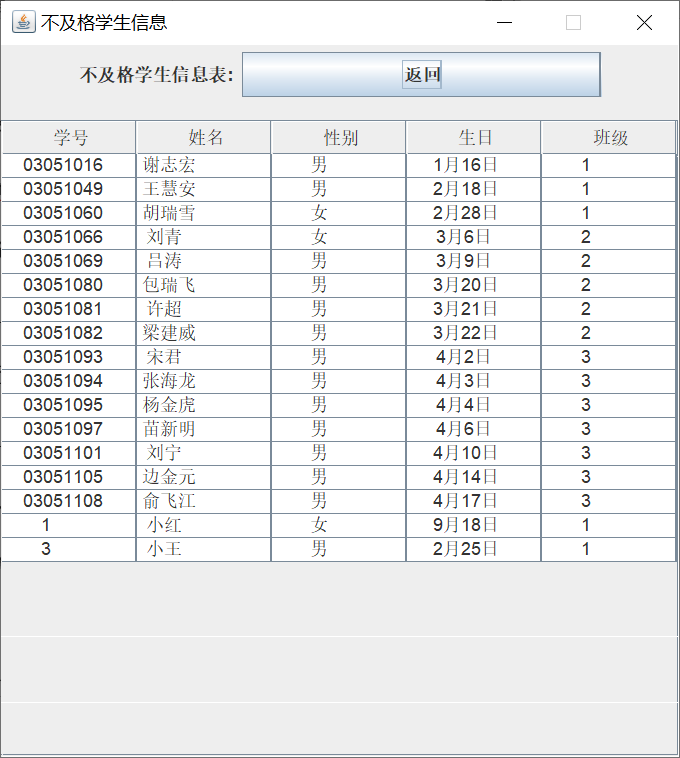 不及格学生信息
不及格学生信息表: 返回
学号 姓名 性别 生日 班级
03051016 谢志宏 男 1月16日 1
03051049 王慧安 男 2月18日 1
03051060 胡瑞雪 女 2月28日 1
03051066 刘青 女 3月6日 2
03051069 吕涛 男 3月9日 2
03051080 包瑞飞 男 3月20日 2
03051081 许超 男 3月21日 2
03051082 梁建威 男 3月22日 2
03051093 宋君 男 4月2日 3
03051094 张海龙 男 4月3日 3
03051095 杨金虎 男 4月4日 3
03051097 苗新明 男 4月6日 3
03051101 刘宁 男 4月10日 3
03051105 边金元 男 4月14日 3
03051108 俞飞江 男 4月17日 3
1 小红 女 9月18日 1
3 小王 男 2月25日 1